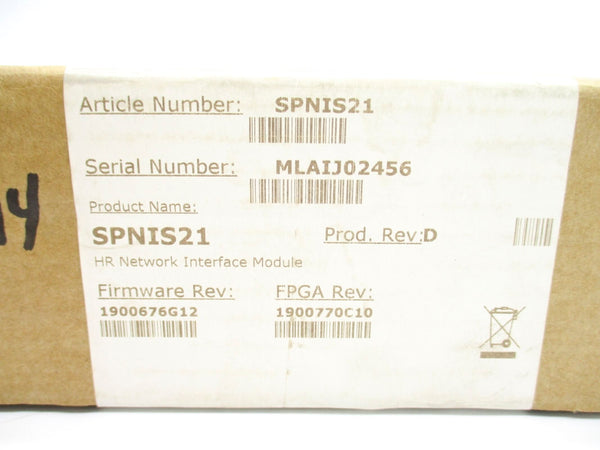 Article Number: SPNIS21
Serial Number: MLAIJ02456
Product Name:
SPNIS21 Prod. Rev:D
HR Network Interface Module
Firmware Rev: FPGA Rev:
1900676G12 1900770C10